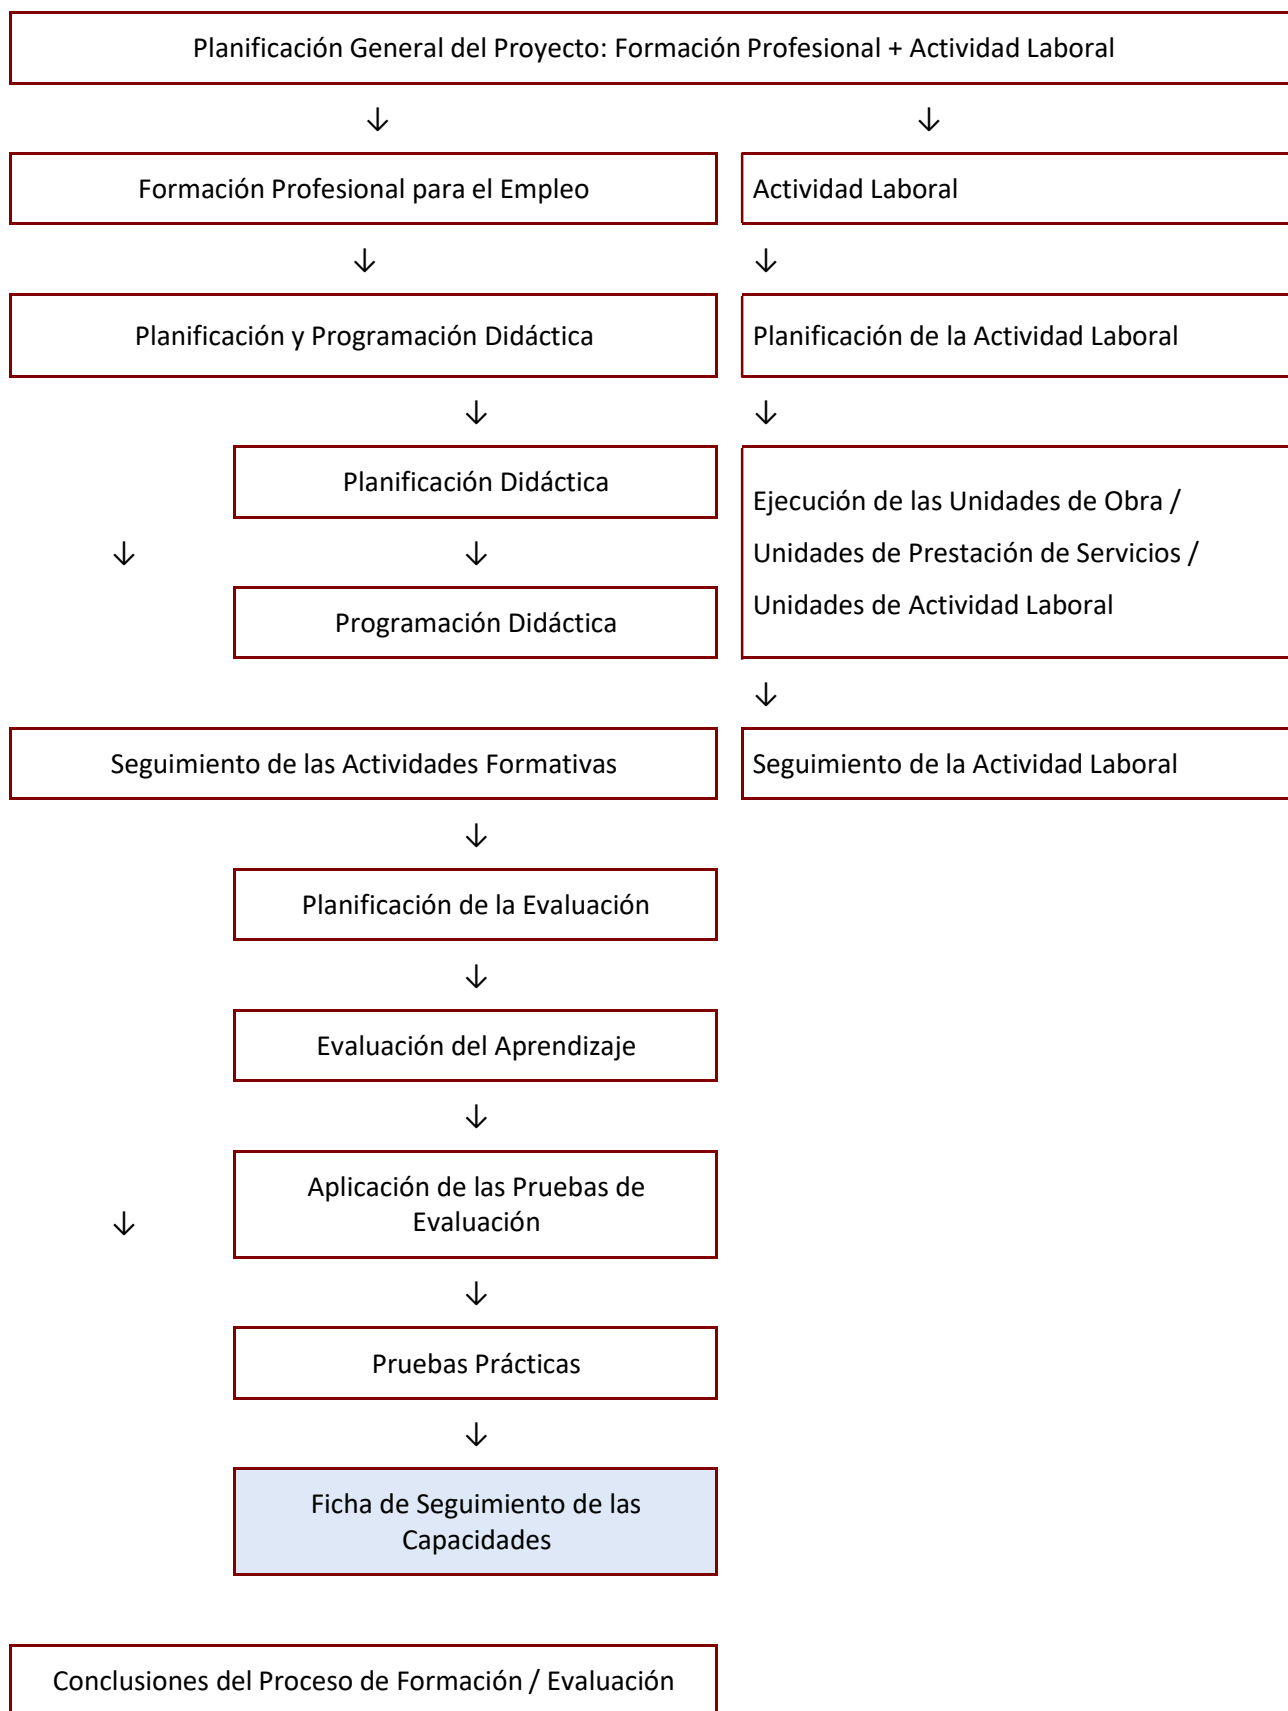 Planificación General del Proyecto: Formación Profesional + Actividad Laboral
Formación Profesional para el Empleo
Actividad Laboral
Planificación y Programación Didáctica
Planificación de la Actividad Laboral
Planificación Didáctica
Ejecución de las Unidades de Obra /
Unidades de Prestación de Servicios /
Unidades de Actividad Laboral
Programación Didáctica
Seguimiento de las Actividades Formativas
Seguimiento de la Actividad Laboral
Planificación de la Evaluación
Evaluación del Aprendizaje
Aplicación de las Pruebas de
Evaluación
Pruebas Prácticas
Ficha de Seguimiento de las
Capacidades
Conclusiones del Proceso de Formación / Evaluación